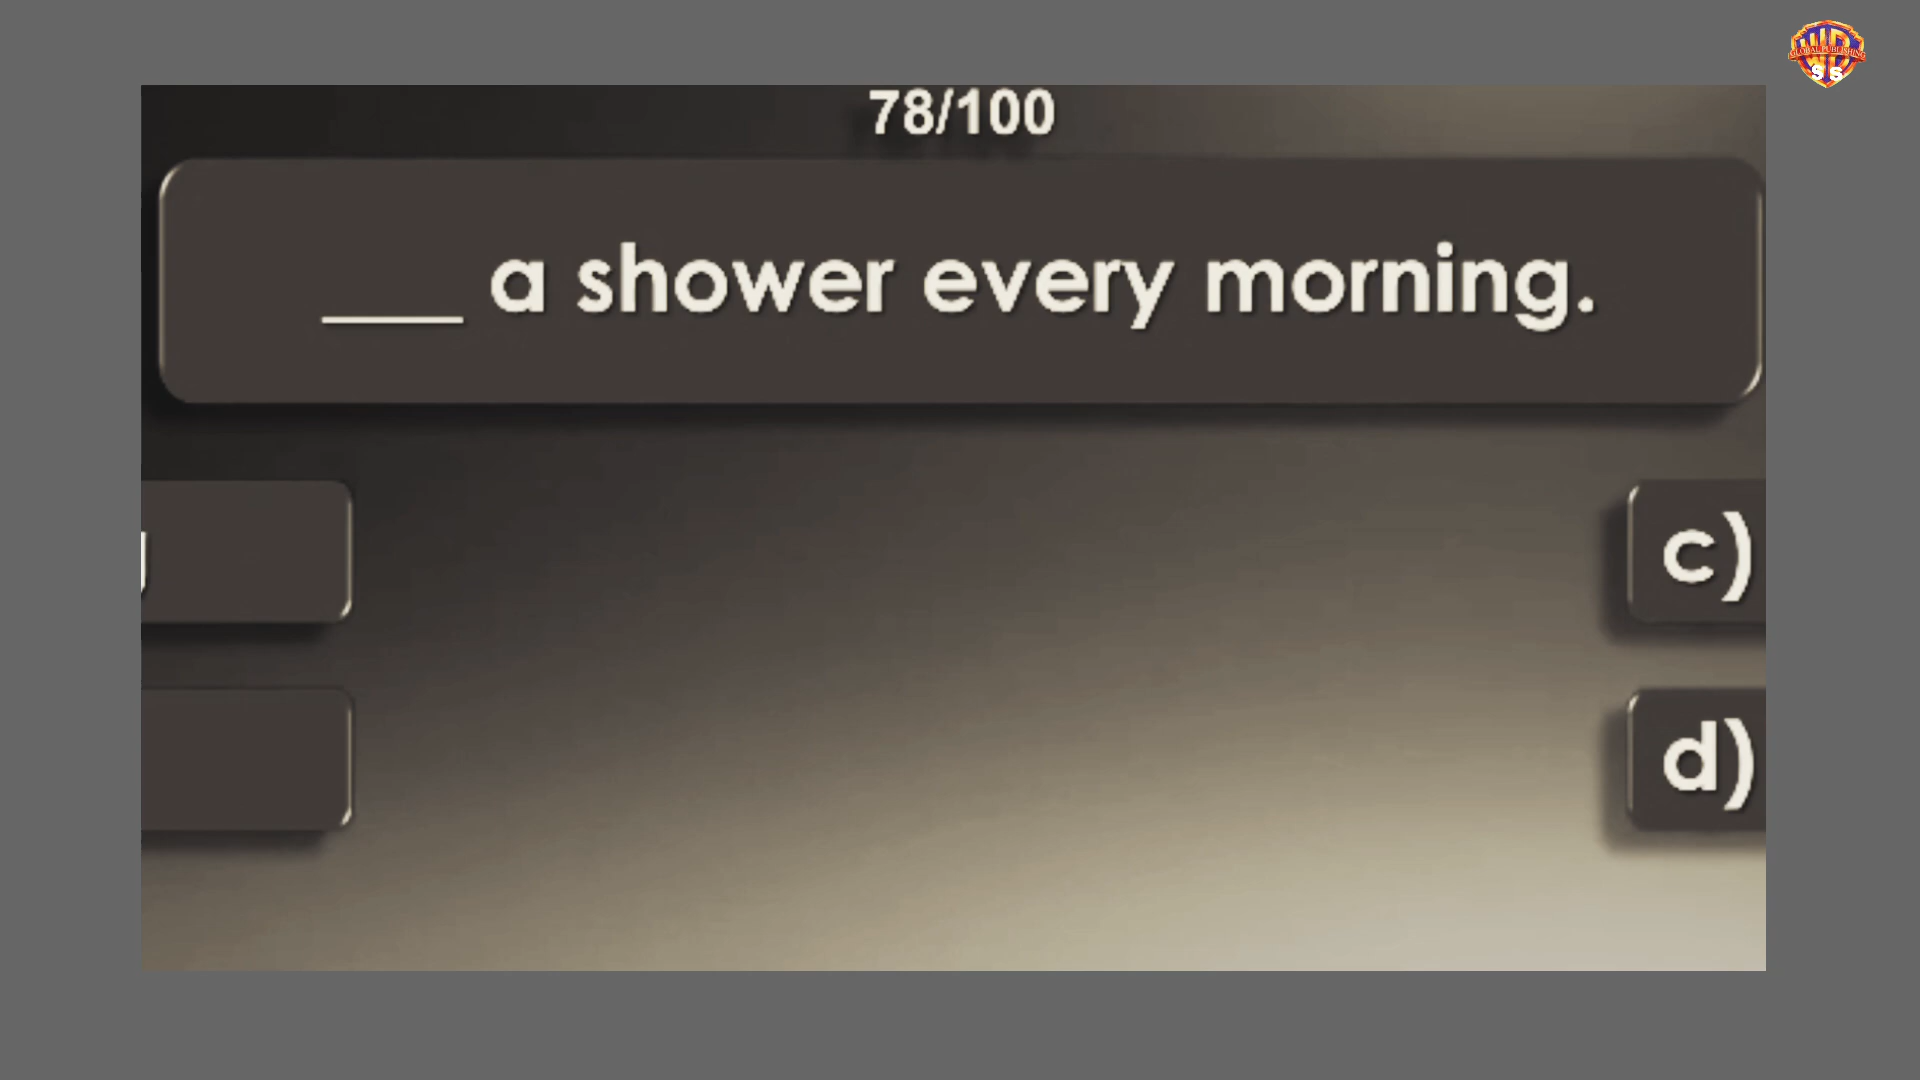 78/100
___ a shower every morning.
c)
d)